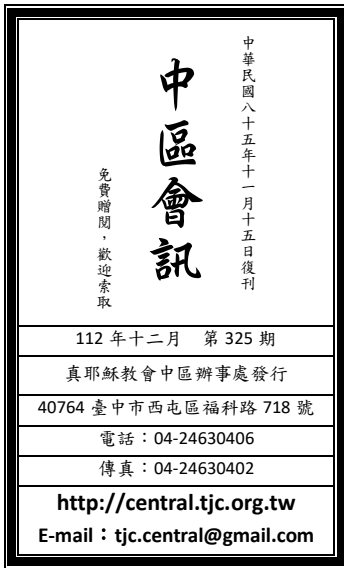 中華民國八十五年十一月十五日復刊
中區會訊
免費贈閱，歡迎索取
112 年十二月　第 325 期
真耶穌教會中區辦事處發行
40764 臺中市西屯區福科路 718 號
電話：04-24630406
傳真：04-24630402
http://central.tjc.org.tw
E-mail：tjc.central@gmail.com